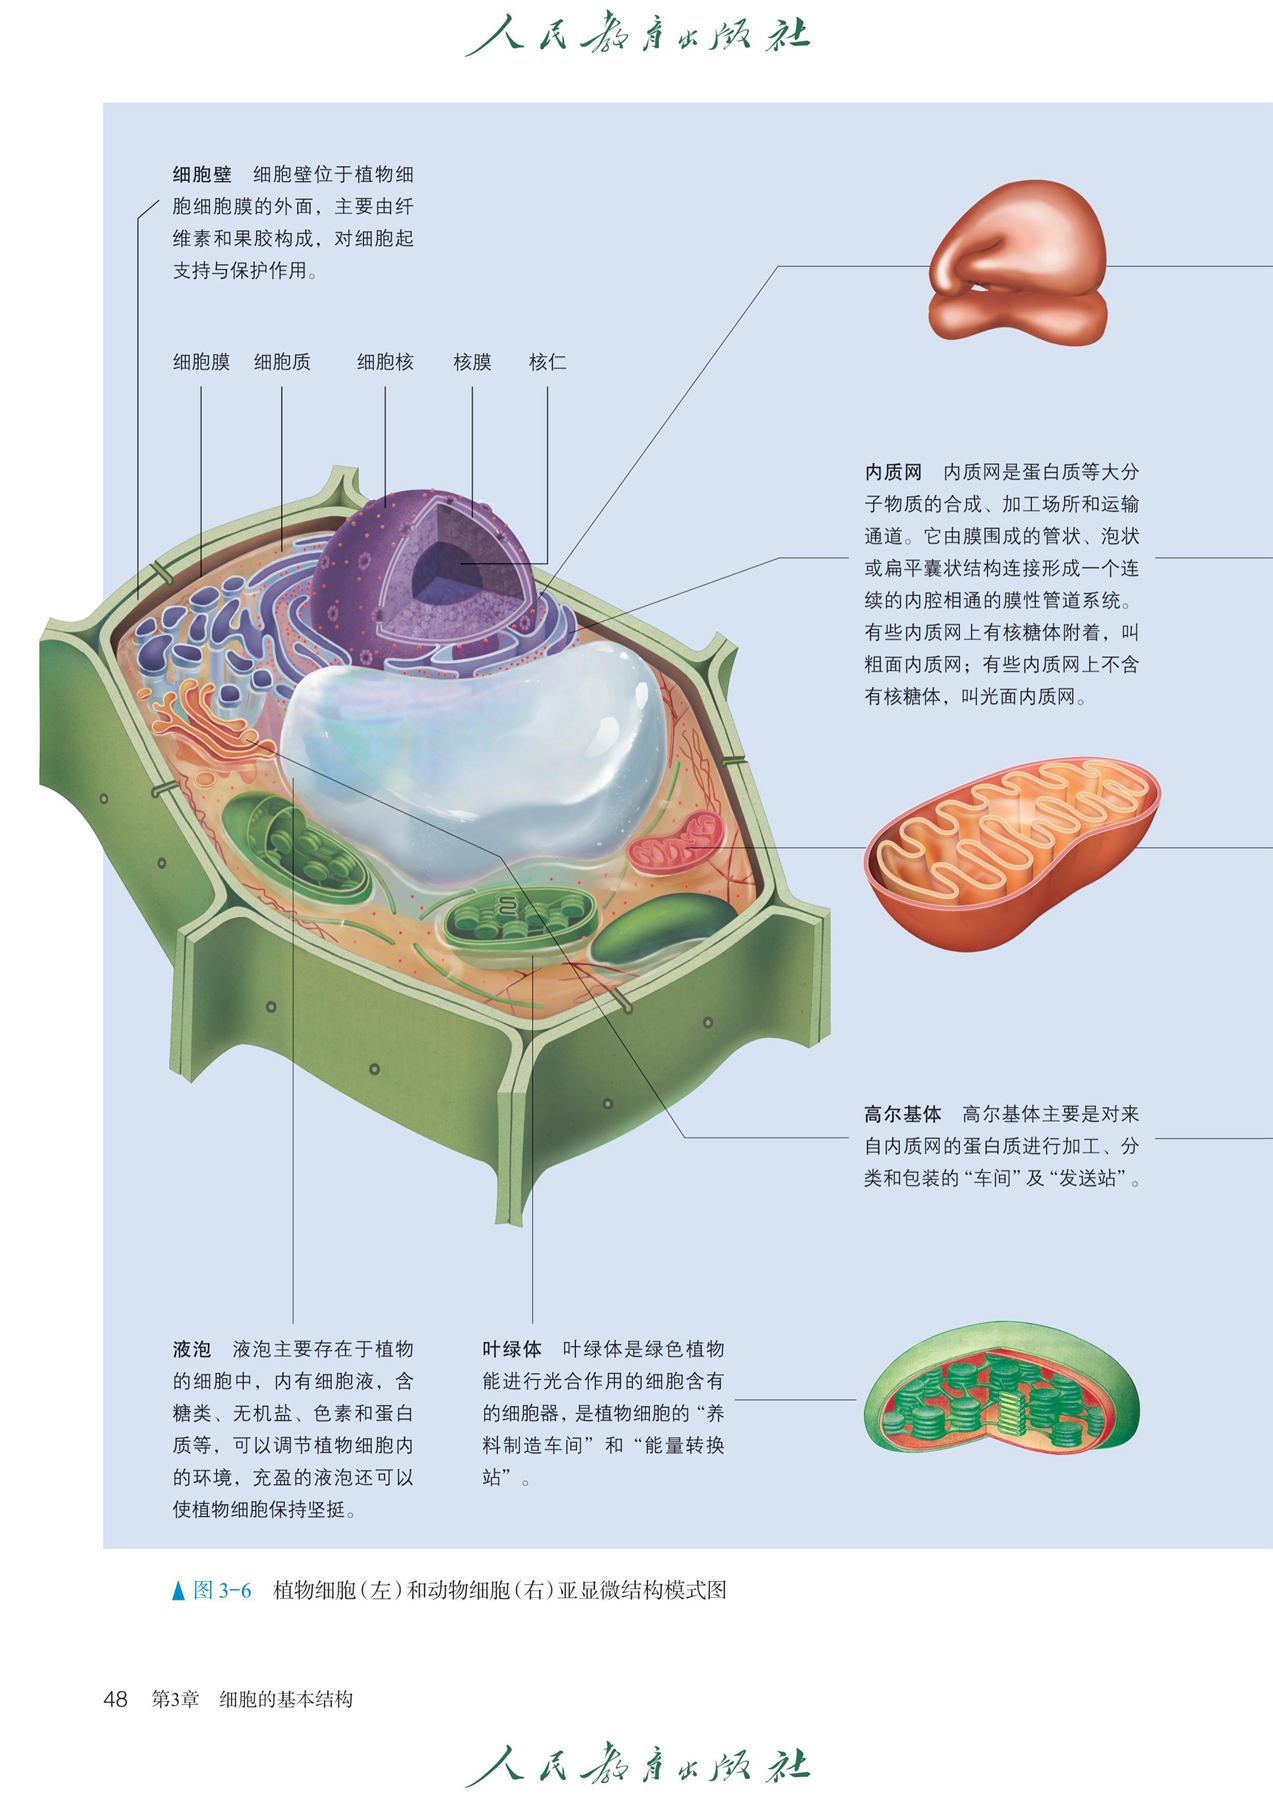 人民教育出版社
细胞壁　细胞壁位于植物细
胞细胞膜的外面，主要由纤
维素和果胶构成，对细胞起
支持与保护作用。
细胞膜　细胞质　细胞核　核膜　核仁
内质网　内质网是蛋白质等大分
子物质的合成、加工场所和运输
通道。它由膜围成的管状、泡状
或扁平囊状结构连接形成一个连
续的内腔相通的膜性管道系统。
有些内质网上有核糖体附着，叫
粗面内质网；有些内质网上不含
有核糖体，叫光面内质网。
高尔基体　高尔基体主要是对来
自内质网的蛋白质进行加工、分
类和包装的“车间”及“发送站”。
液泡　液泡主要存在于植物
的细胞中，内有细胞液，含
糖类、无机盐、色素和蛋白
质等，可以调节植物细胞内
的环境，充盈的液泡还可以
使植物细胞保持坚挺。
叶绿体　叶绿体是绿色植物
能进行光合作用的细胞含有
的细胞器，是植物细胞的“养
料制造车间”和“能量转换
站”。
▲ 图 3-6　植物细胞（左）和动物细胞（右）亚显微结构模式图
48　第3章　细胞的基本结构
人民教育出版社